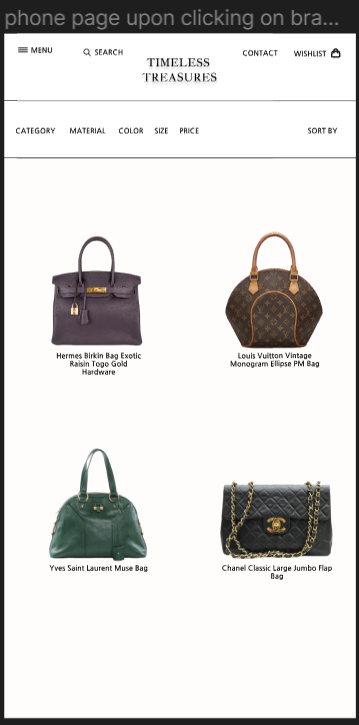 phone page upon clicking on bra...
MENU
SEARCH
TIMELESS
TREASURES
CONTACT
WISHLIST
CATEGORY MATERIAL COLOR SIZE PRICE SORT BY
Hermes Birkin Bag Exotic
Raisin Togo Gold
Hardware
Louis Vuitton Vintage
Monogram Ellipse PM Bag
Yves Saint Laurent Muse Bag
Chanel Classic Large Jumbo Flap
Bag